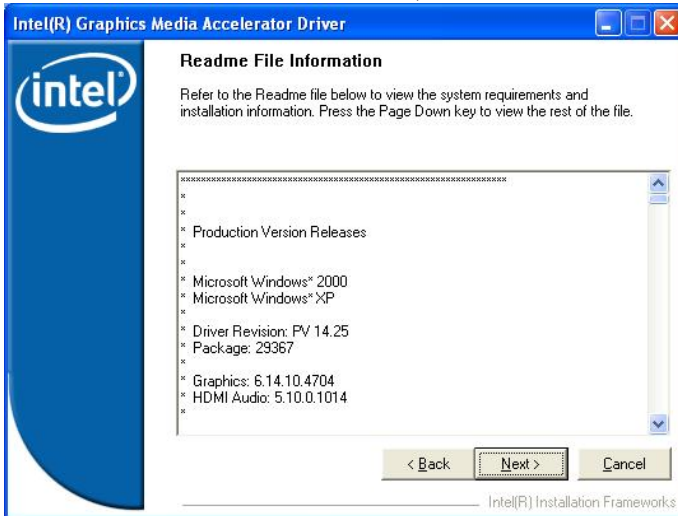 Intel(R) Graphics Media Accelerator Driver
intel
Readme File Information
Refer to the Readme file below to view the system requirements and
installation information. Press the Page Down key to view the rest of the file.
*****************************************************************
*
*
* Production Version Releases
*
*
* Microsoft Windows* 2000
* Microsoft Windows* XP
*
* Driver Revision: PV 14.25
* Package: 29367
*
* Graphics: 6.14.10.4704
* HDMI Audio: 5.10.0.1014
*
< Back
Next >
Cancel
Intel(R) Installation Frameworks